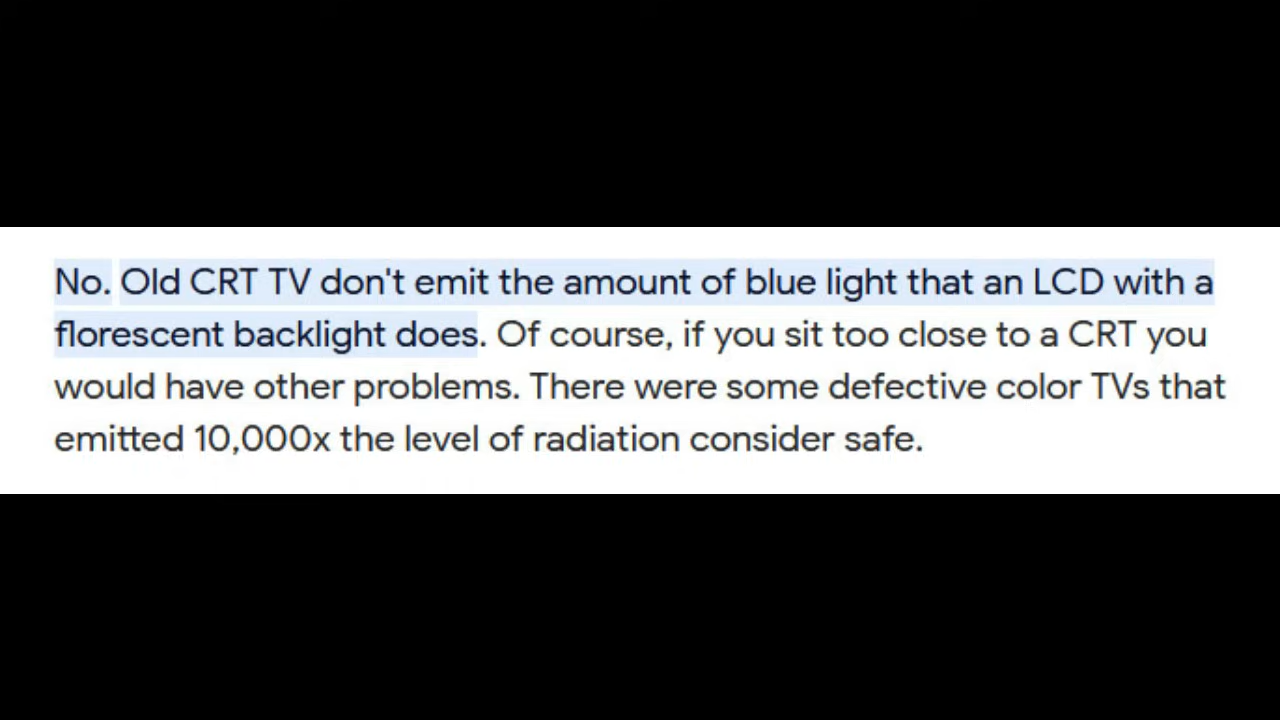 No. Old CRT TV don't emit the amount of blue light that an LCD with a
florescent backlight does. Of course, if you sit too close to a CRT you
would have other problems. There were some defective color TVs that
emitted 10,000x the level of radiation consider safe.